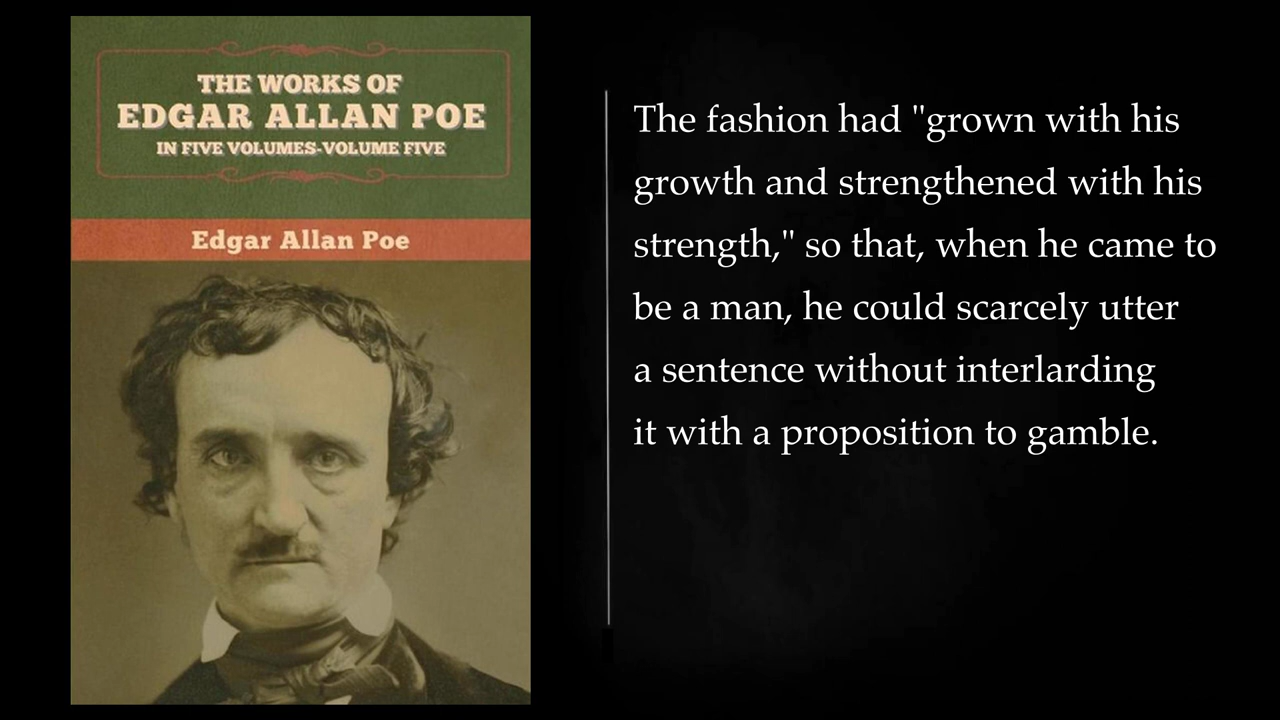 THE WORKS OF
EDGAR ALLAN POE
IN FIVE VOLUMES-VOLUME FIVE
Edgar Allan Poe
The fashion had "grown with his
growth and strengthened with his
strength," so that, when he came to
be a man, he could scarcely utter
a sentence without interlarding
it with a proposition to gamble.